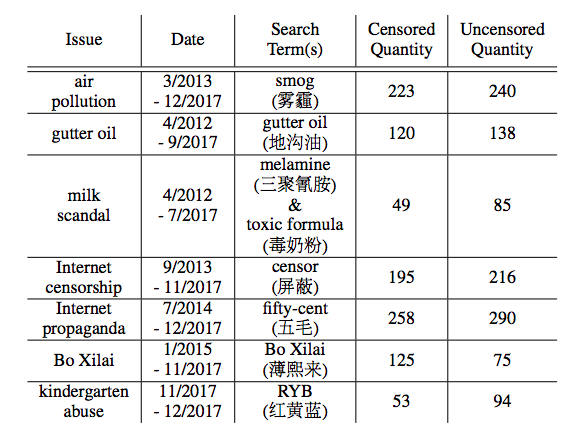 Issue Date Search Term(s) Censored Quantity Uncensored Quantity
air pollution 3/2013 - 12/2017 smog (雾霾) 223 240
gutter oil 4/2012 - 9/2017 gutter oil (地沟油) 120 138
milk scandal 4/2012 - 7/2017 melamine (三聚氰胺) & toxic formula (毒奶粉) 49 85
Internet censorship 9/2013 - 11/2017 censor (屏蔽) 195 216
Internet propaganda 7/2014 - 12/2017 fifty-cent (五毛) 258 290
Bo Xilai 1/2015 - 11/2017 Bo Xilai (薄熙来) 125 75
kindergarten abuse 11/2017 - 12/2017 RYB (红黄蓝) 53 94